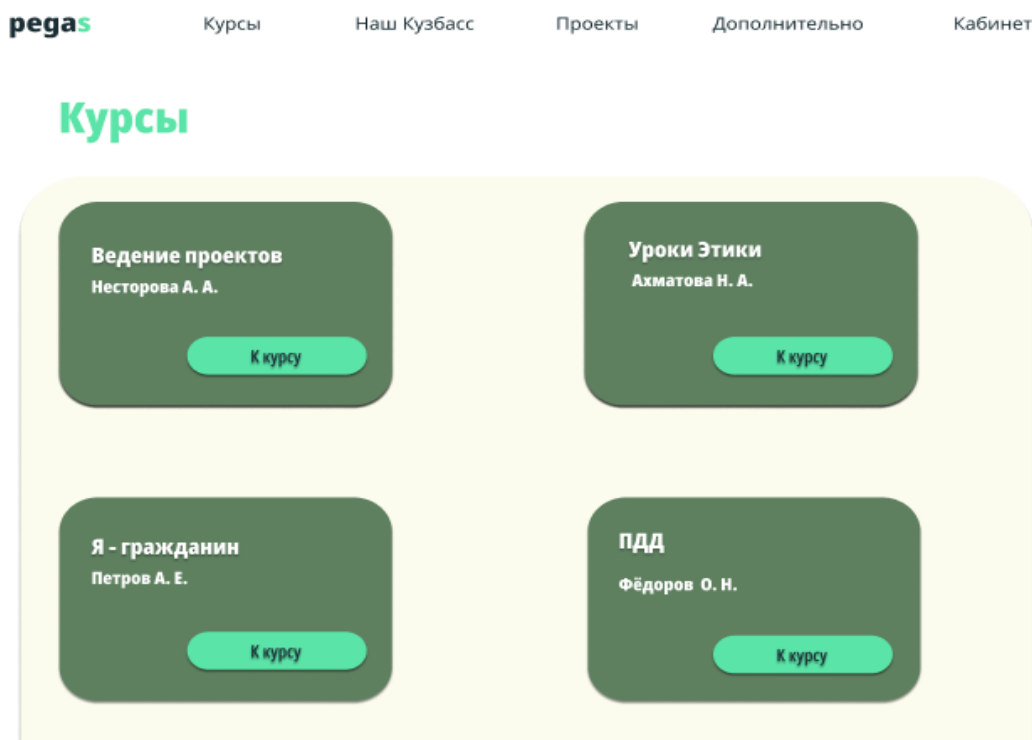 pegas Курсы Наш Кузбасс Проекты Дополнительно Кабинет
Курсы
Ведение проектов
Несторова А. А.
К курсу
Уроки Этики
Ахматова Н. А.
К курсу
Я - гражданин
Петров А. Е.
К курсу
ПДД
Фёдоров О. Н.
К курсу